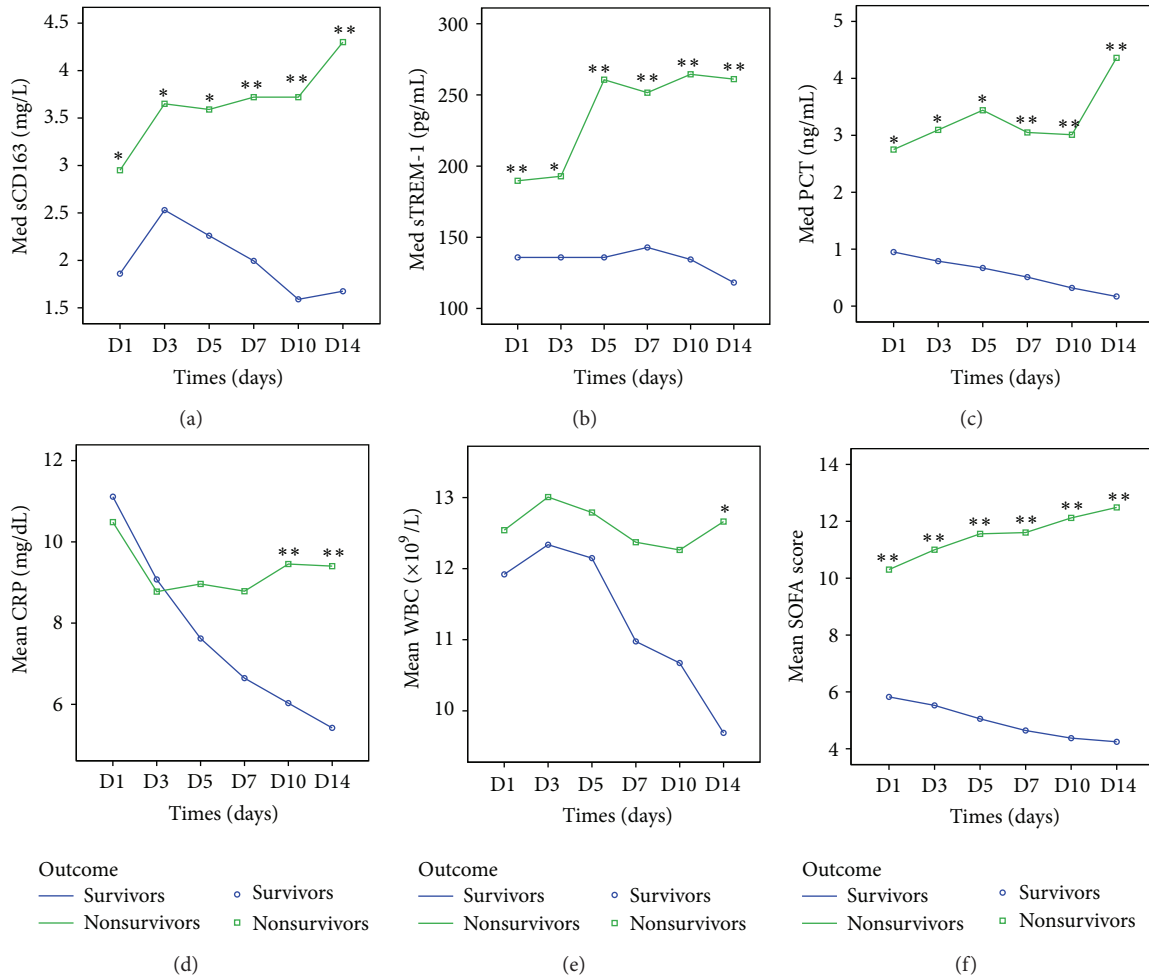 4.5
4
3.5
3
2.5
2
1.5
Med sCD163 (mg/L)
*
*
*
**
**
**
D1 D3 D5 D7 D10 D14
Times (days)
(a)
300
250
200
150
100
Med sTREM-1 (pg/mL)
**
*
**
**
**
**
D1 D3 D5 D7 D10 D14
Times (days)
(b)
5
4
3
2
1
0
Med PCT (ng/mL)
*
*
*
**
**
**
D1 D3 D5 D7 D10 D14
Times (days)
(c)
12
10
8
6
Mean CRP (mg/dL)
**
**
D1 D3 D5 D7 D10 D14
Times (days)
Outcome
Survivors
Nonsurvivors
Survivors
Nonsurvivors
(d)
13
12
11
10
Mean WBC (×10⁹/L)
*
D1 D3 D5 D7 D10 D14
Times (days)
Outcome
Survivors
Nonsurvivors
Survivors
Nonsurvivors
(e)
14
12
10
8
6
4
Mean SOFA score
**
**
**
**
**
**
D1 D3 D5 D7 D10 D14
Times (days)
Outcome
Survivors
Nonsurvivors
Survivors
Nonsurvivors
(f)